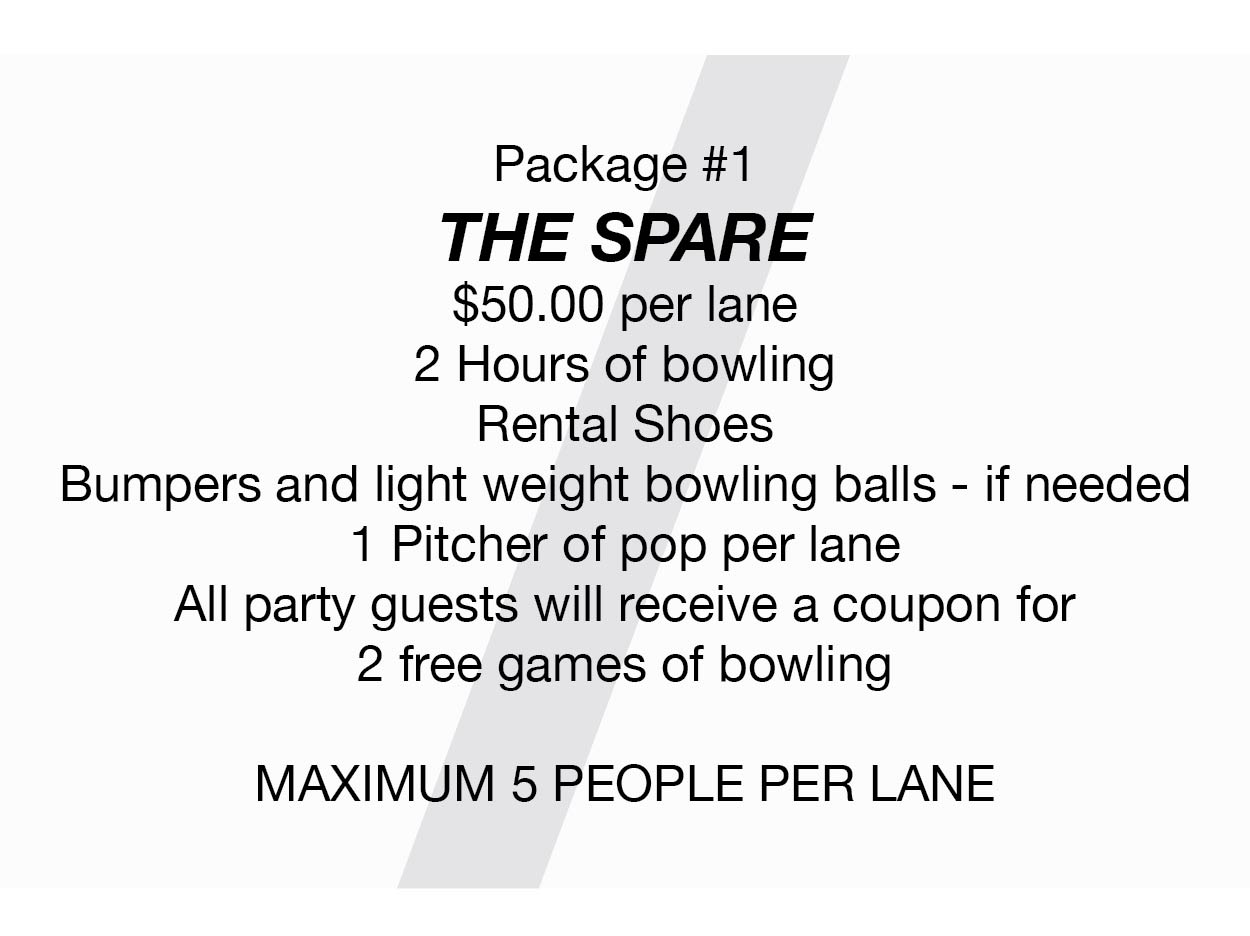 Package #1
THE SPARE
$50.00 per lane
2 Hours of bowling
Rental Shoes
Bumpers and light weight bowling balls - if needed
1 Pitcher of pop per lane
All party guests will receive a coupon for
2 free games of bowling
MAXIMUM 5 PEOPLE PER LANE